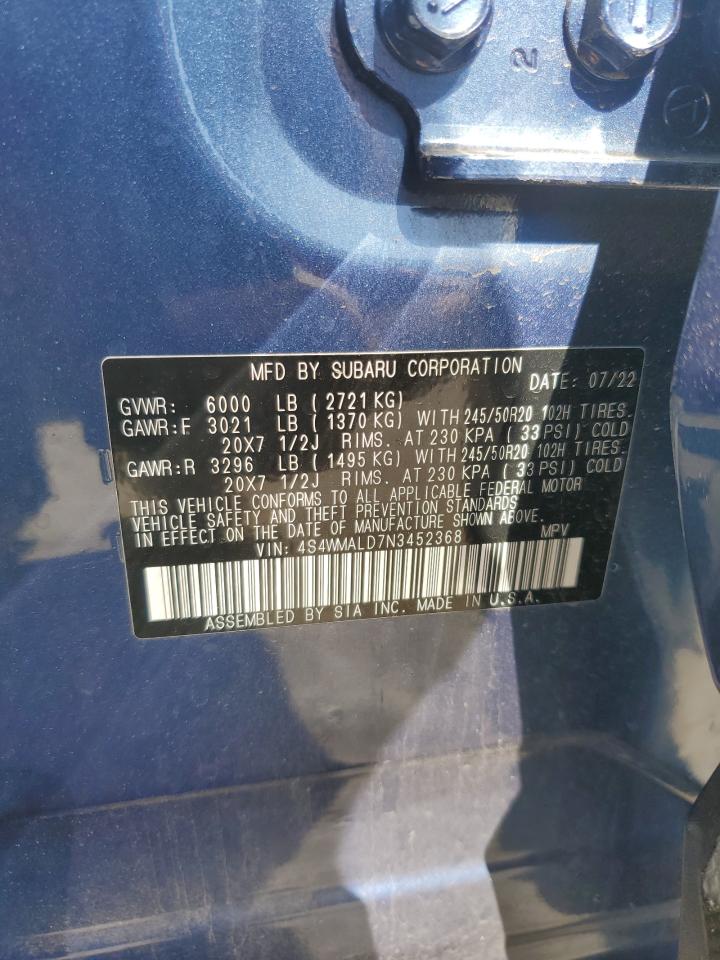 2
MFD BY SUBARU CORPORATION
DATE: 07/22
GVWR: 6000 LB ( 2721 KG)
GAWR:F 3021 LB ( 1370 KG) WITH 245/50R20 102H TIRES.
20X7 1/2J RIMS. AT 230 KPA ( 33 PSI) COLD
GAWR:R 3296 LB ( 1495 KG) WITH 245/50R20 102H TIRES.
20X7 1/2J RIMS. AT 230 KPA ( 33 PSI) COLD
THIS VEHICLE CONFORMS TO ALL APPLICABLE FEDERAL MOTOR
VEHICLE SAFETY AND THEFT PREVENTION STANDARDS
IN EFFECT ON THE DATE OF MANUFACTURE SHOWN ABOVE.
VIN: 4S4WMALD7N3452368 MPV
ASSEMBLED BY SIA INC. MADE IN U.S.A.